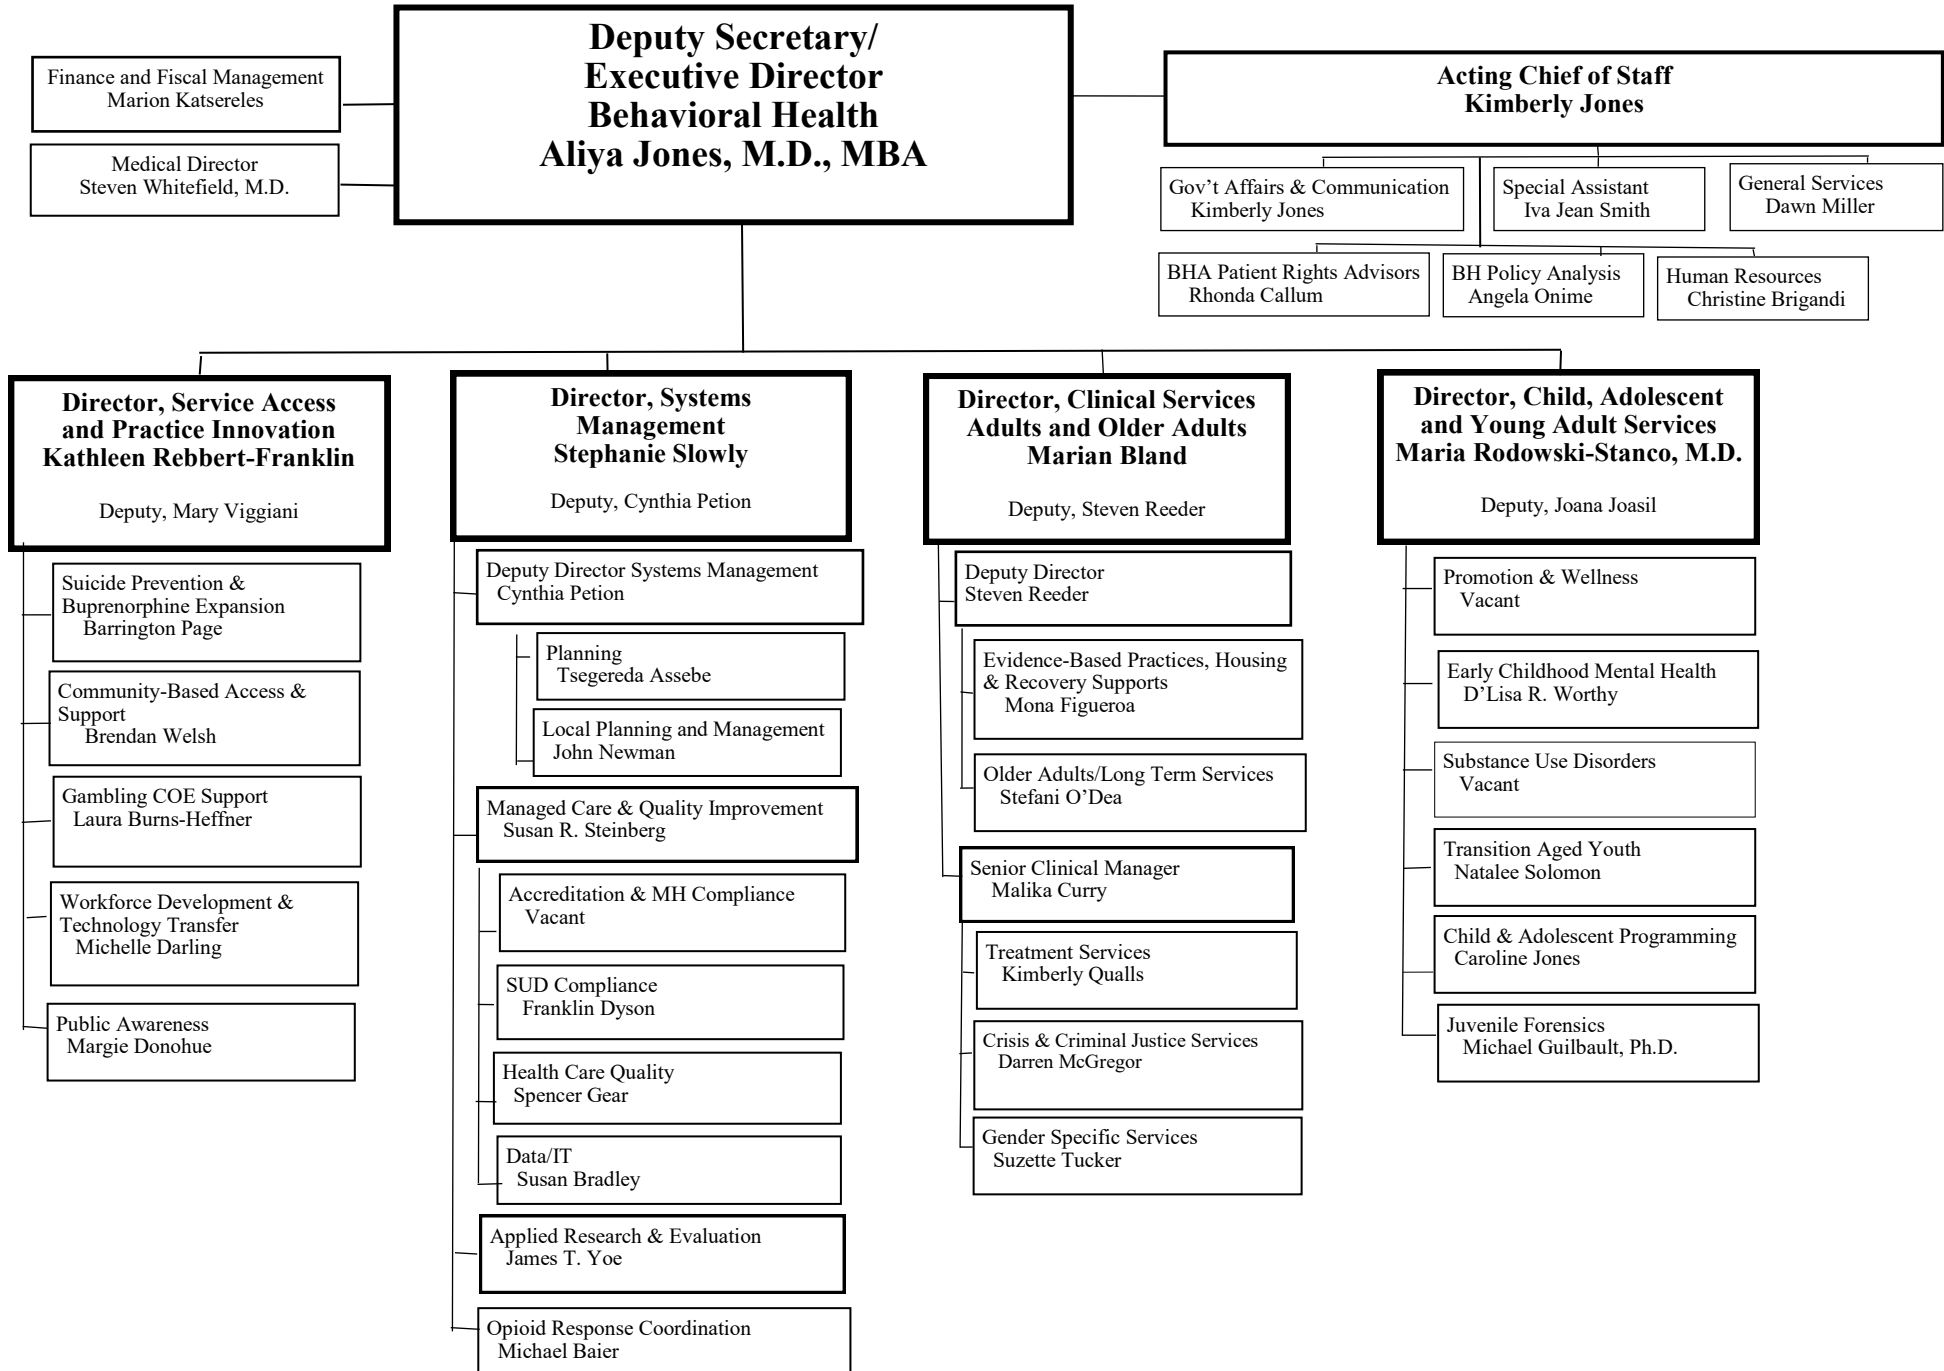 Deputy Secretary/
Executive Director
Behavioral Health
Aliya Jones, M.D., MBA
Finance and Fiscal Management
Marion Katsereles
Medical Director
Steven Whitefield, M.D.
Acting Chief of Staff
Kimberly Jones
Gov’t Affairs & Communication
Kimberly Jones
Special Assistant
Iva Jean Smith
General Services
Dawn Miller
BHA Patient Rights Advisors
Rhonda Callum
BH Policy Analysis
Angela Onime
Human Resources
Christine Brigandi
Director, Service Access
and Practice Innovation
Kathleen Rebbert-Franklin
Deputy, Mary Viggiani
Suicide Prevention &
Buprenorphine Expansion
Barrington Page
Community-Based Access &
Support
Brendan Welsh
Gambling COE Support
Laura Burns-Heffner
Workforce Development &
Technology Transfer
Michelle Darling
Public Awareness
Margie Donohue
Director, Systems
Management
Stephanie Slowly
Deputy, Cynthia Petion
Deputy Director Systems Management
Cynthia Petion
Planning
Tsegereda Assebe
Local Planning and Management
John Newman
Managed Care & Quality Improvement
Susan R. Steinberg
Accreditation & MH Compliance
Vacant
SUD Compliance
Franklin Dyson
Health Care Quality
Spencer Gear
Data/IT
Susan Bradley
Applied Research & Evaluation
James T. Yoe
Opioid Response Coordination
Michael Baier
Director, Clinical Services
Adults and Older Adults
Marian Bland
Deputy, Steven Reeder
Deputy Director
Steven Reeder
Evidence-Based Practices, Housing
& Recovery Supports
Mona Figueroa
Older Adults/Long Term Services
Stefani O’Dea
Senior Clinical Manager
Malika Curry
Treatment Services
Kimberly Qualls
Crisis & Criminal Justice Services
Darren McGregor
Gender Specific Services
Suzette Tucker
Director, Child, Adolescent
and Young Adult Services
Maria Rodowski-Stanco, M.D.
Deputy, Joana Joasil
Promotion & Wellness
Vacant
Early Childhood Mental Health
D’Lisa R. Worthy
Substance Use Disorders
Vacant
Transition Aged Youth
Natalee Solomon
Child & Adolescent Programming
Caroline Jones
Juvenile Forensics
Michael Guilbault, Ph.D.